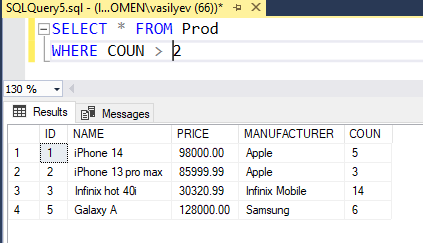 SQLQuery5.sql - (l...OMEN\vasilyev (66))*
SELECT * FROM Prod
WHERE COUN > 2
130 %
Results Messages
ID NAME PRICE MANUFACTURER COUN
1 1 iPhone 14 98000.00 Apple 5
2 2 iPhone 13 pro max 85999.99 Apple 3
3 3 Infinix hot 40i 30320.99 Infinix Mobile 14
4 5 Galaxy A 128000.00 Samsung 6